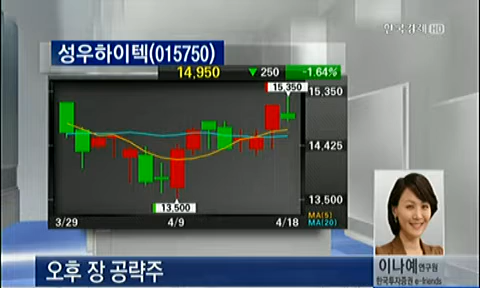 한국경제 HD
성우하이텍(015750)
14,950 ▼ 250 -1.64%
15,350
15,350
14,425
13,500
13,500
3/29 4/9 4/18
MA(5)
MA(20)
오후 장 공략주
이나예 연구원
한국투자증권 e-friends